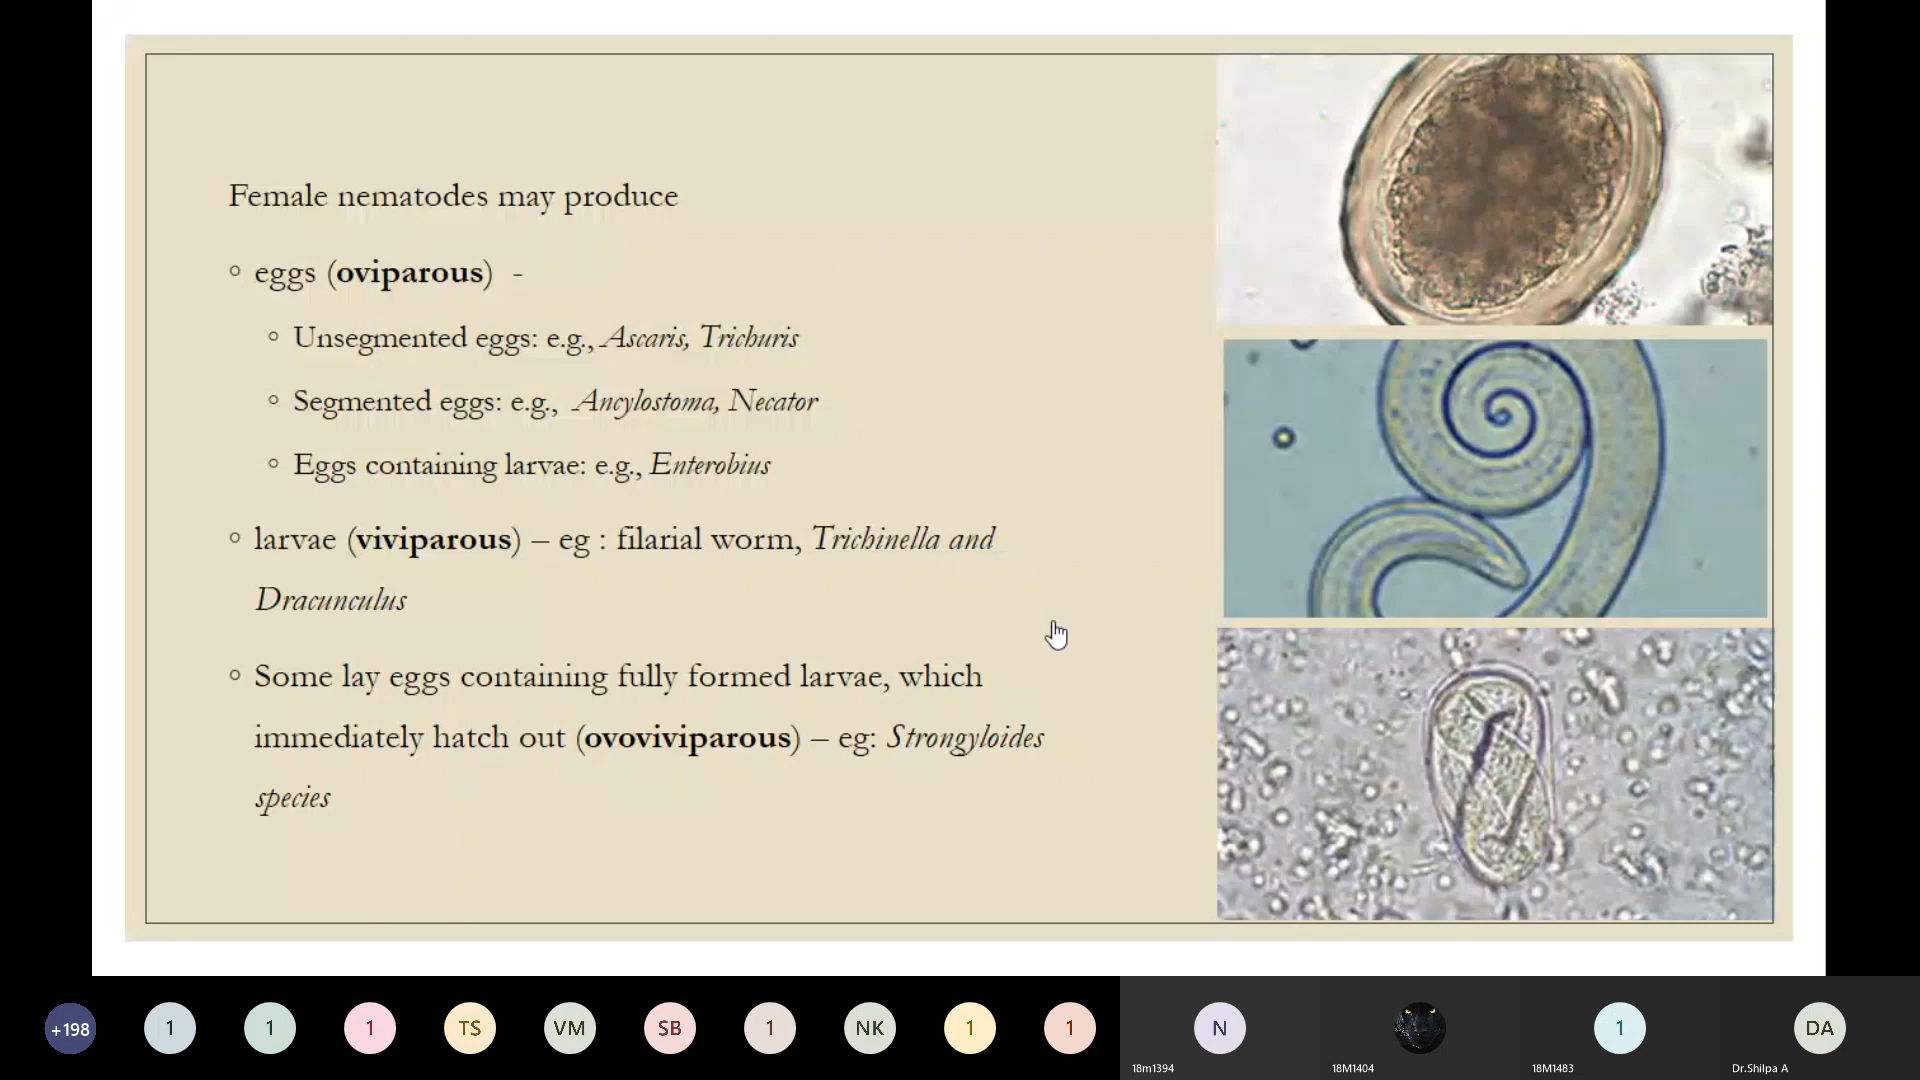 Female nematodes may produce
◦ eggs (oviparous) -
◦ Unsegmented eggs: e.g., Ascaris, Trichuris
◦ Segmented eggs: e.g., Ancylostoma, Necator
◦ Eggs containing larvae: e.g., Enterobius
◦ larvae (viviparous) – eg : filarial worm, Trichinella and
Dracunculus
◦ Some lay eggs containing fully formed larvae, which
immediately hatch out (ovoviviparous) – eg: Strongyloides
species
+198 1 1 1 TS VM SB 1 NK 1 1 N 1 DA
18m1394 18M1404 18M1483 Dr.Shilpa A